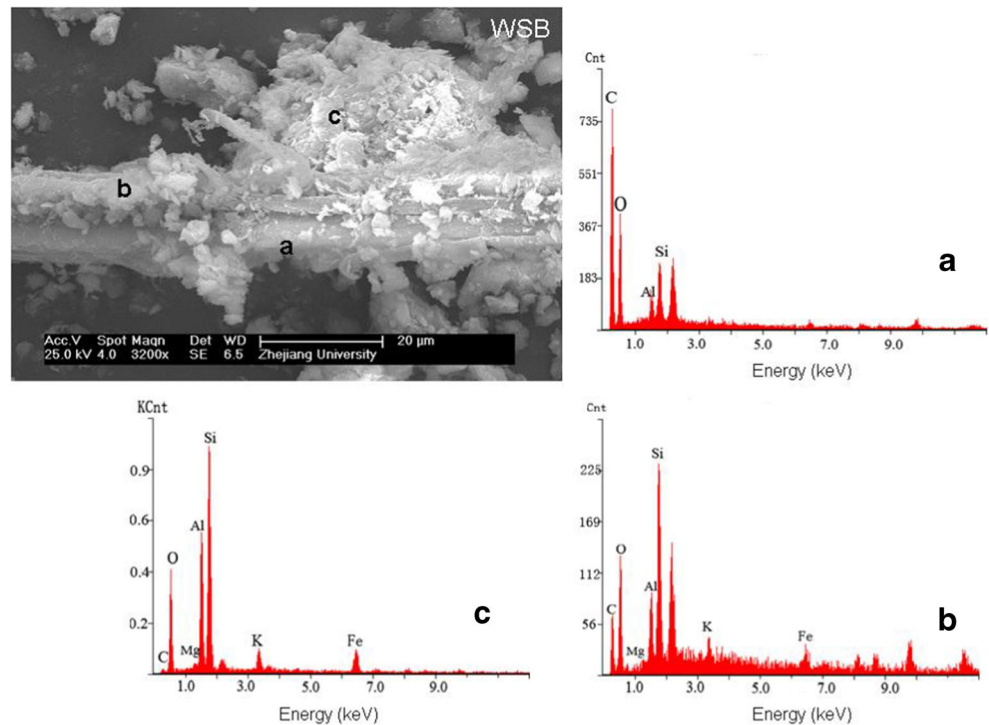 WSB
c
b
a
Acc.V Spot Magn Det WD 20 µm
25.0 kV 4.0 3200x SE 6.5 Zhejiang University
Cnt
C
735
551
O
367
Si
183
Al
a
1.0 3.0 5.0 7.0 9.0
Energy (keV)
KCnt
Si
0.9
Al
0.6
O
0.4
0.2
C Mg K Fe
c
1.0 3.0 5.0 7.0 9.0
Energy (keV)
Cnt
Si
225
169
O
112
Al
C
56
Mg K Fe
b
1.0 3.0 5.0 7.0 9.0
Energy (keV)